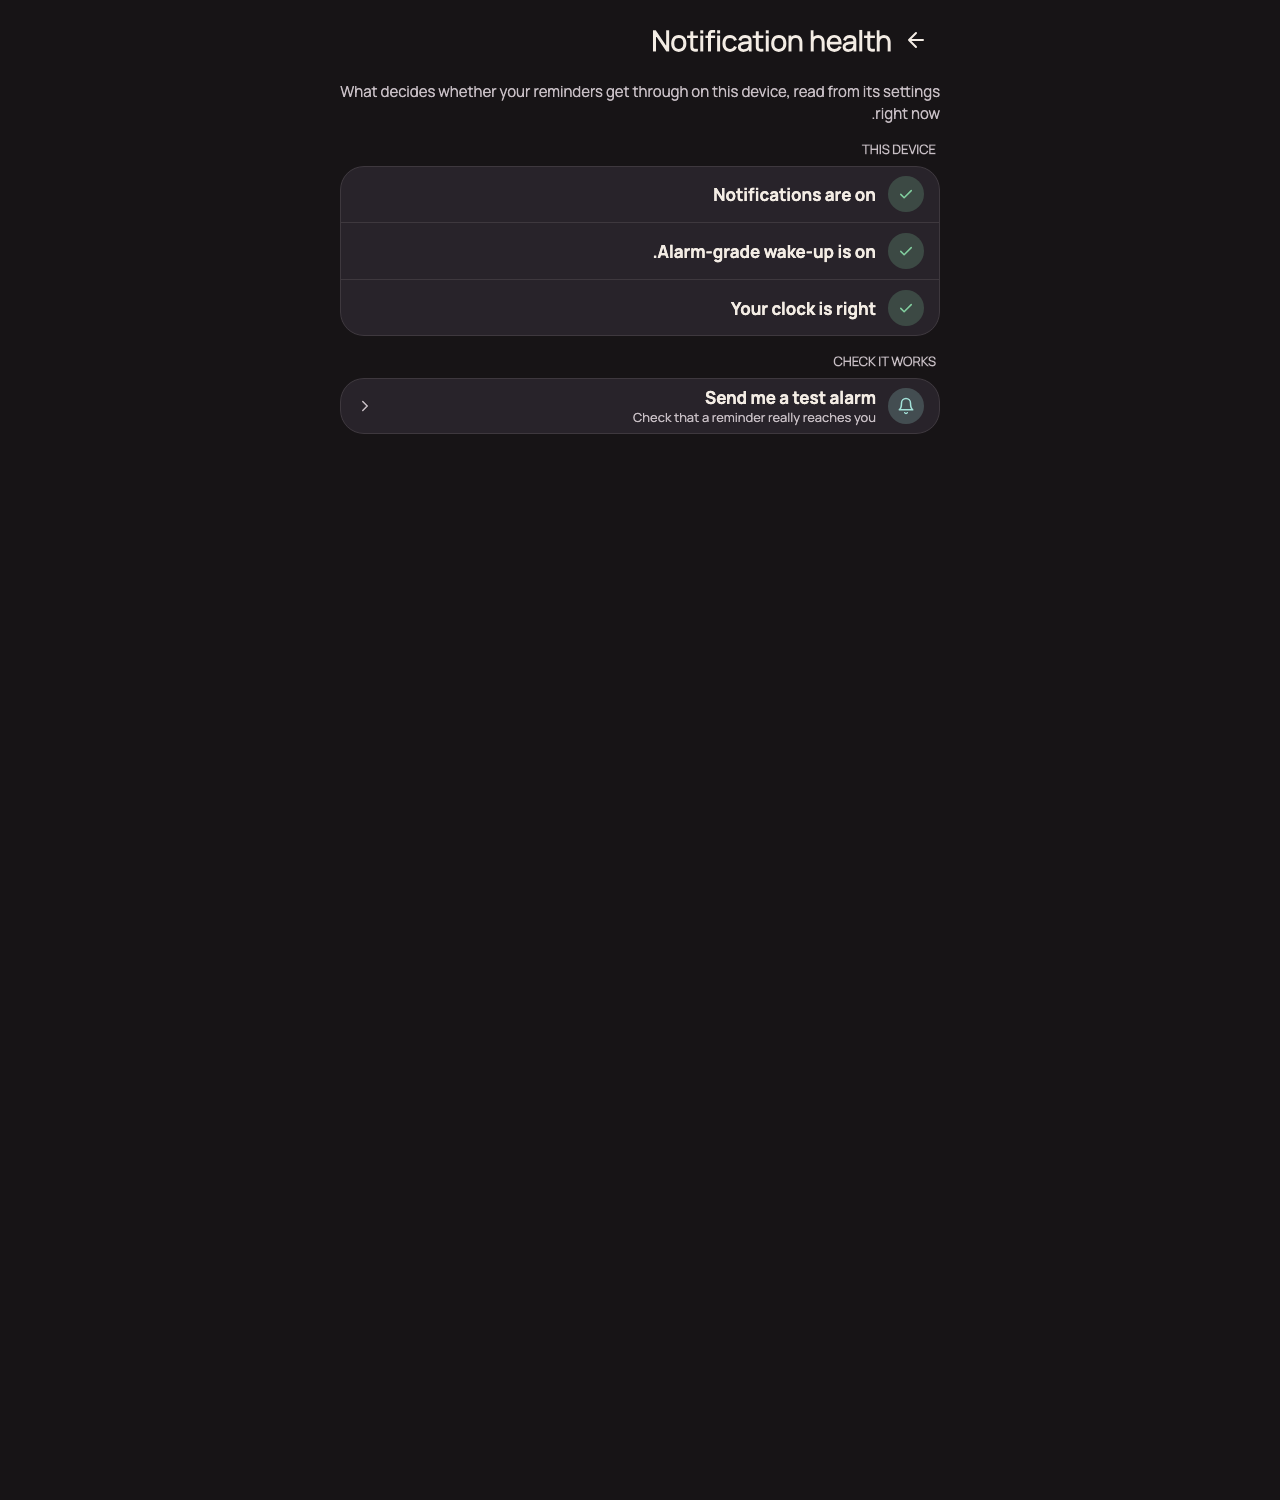 Notification health
What decides whether your reminders get through on this device, read from its settings
.right now
THIS DEVICE
Notifications are on
.Alarm-grade wake-up is on
Your clock is right
CHECK IT WORKS
Send me a test alarm
Check that a reminder really reaches you